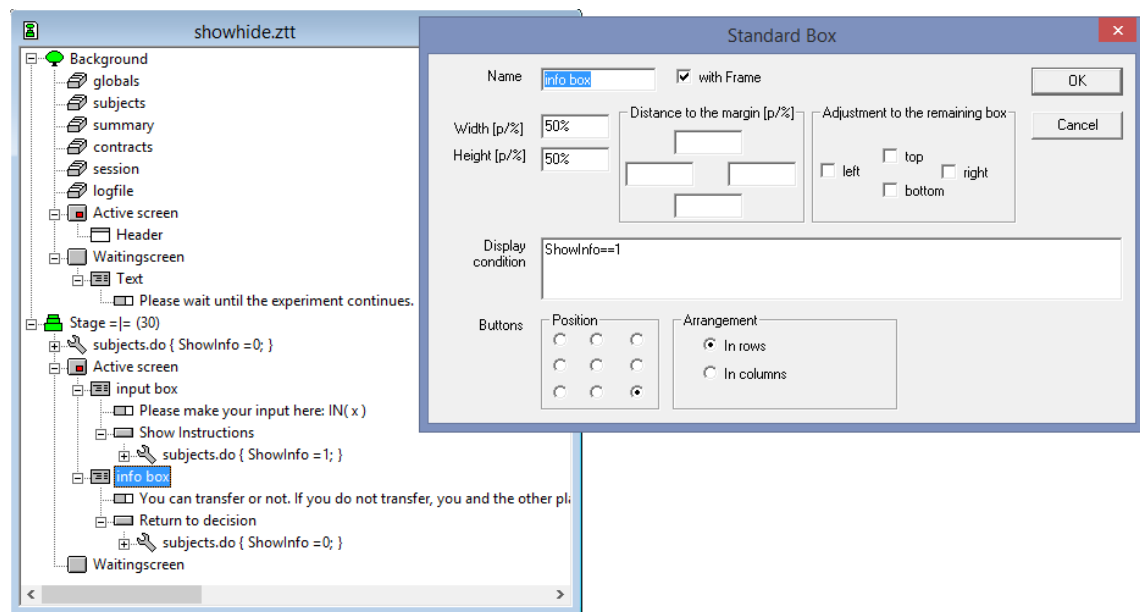 showhide.ztt
Background
globals
subjects
summary
contracts
session
logfile
Active screen
Header
Waitingscreen
Text
Please wait until the experiment continues.
Stage =|= (30)
subjects.do { ShowInfo =0; }
Active screen
input box
Please make your input here: IN( x )
Show Instructions
subjects.do { ShowInfo =1; }
info box
You can transfer or not. If you do not transfer, you and the other pla
Return to decision
subjects.do { ShowInfo =0; }
Waitingscreen
Standard Box
Name
info box
with Frame
OK
Width [p/%]
50%
Distance to the margin [p/%]
Adjustment to the remaining box
Cancel
Height [p/%]
50%
top
left
right
bottom
Display
condition
ShowInfo==1
Buttons
Position
Arrangement
In rows
In columns